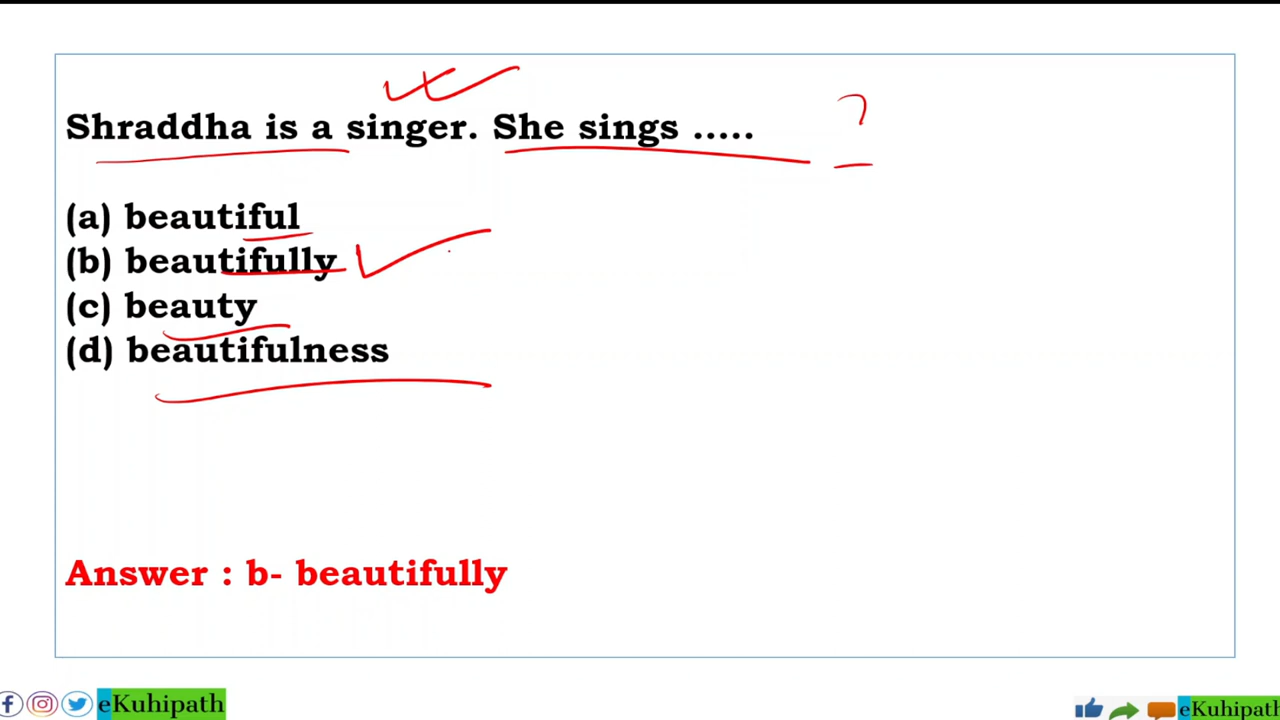 Shraddha is a singer. She sings ..... ?
(a) beautiful
(b) beautifully
(c) beauty
(d) beautifulness
Answer : b- beautifully
eKuhipath
eKuhipath